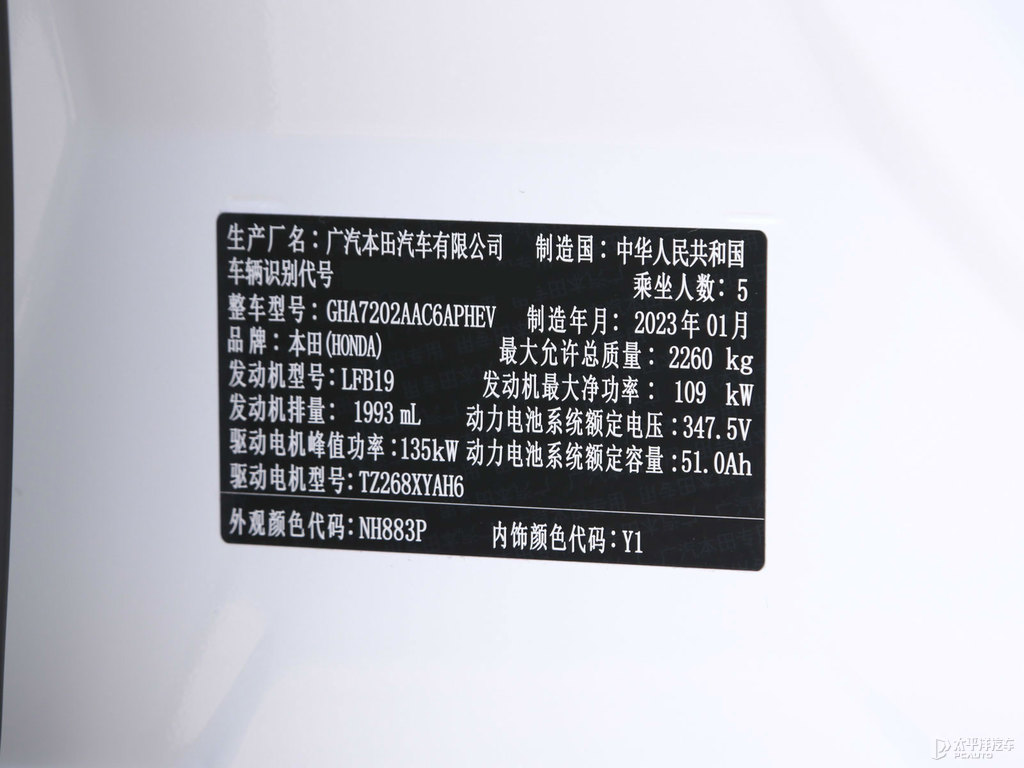 生产厂名：广汽本田汽车有限公司 制造国：中华人民共和国
车辆识别代号 乘坐人数：5
整车型号：GHA7202AAC6APHEV 制造年月：2023年01月
品牌：本田(HONDA) 最大允许总质量：2260 kg
发动机型号：LFB19 发动机最大净功率：109 kW
发动机排量：1993 mL 动力电池系统额定电压：347.5V
驱动电机峰值功率：135kW 动力电池系统额定容量：51.0Ah
驱动电机型号：TZ268XYAH6
外观颜色代码：NH883P 内饰颜色代码：Y1
太平洋汽车
PCAUTO